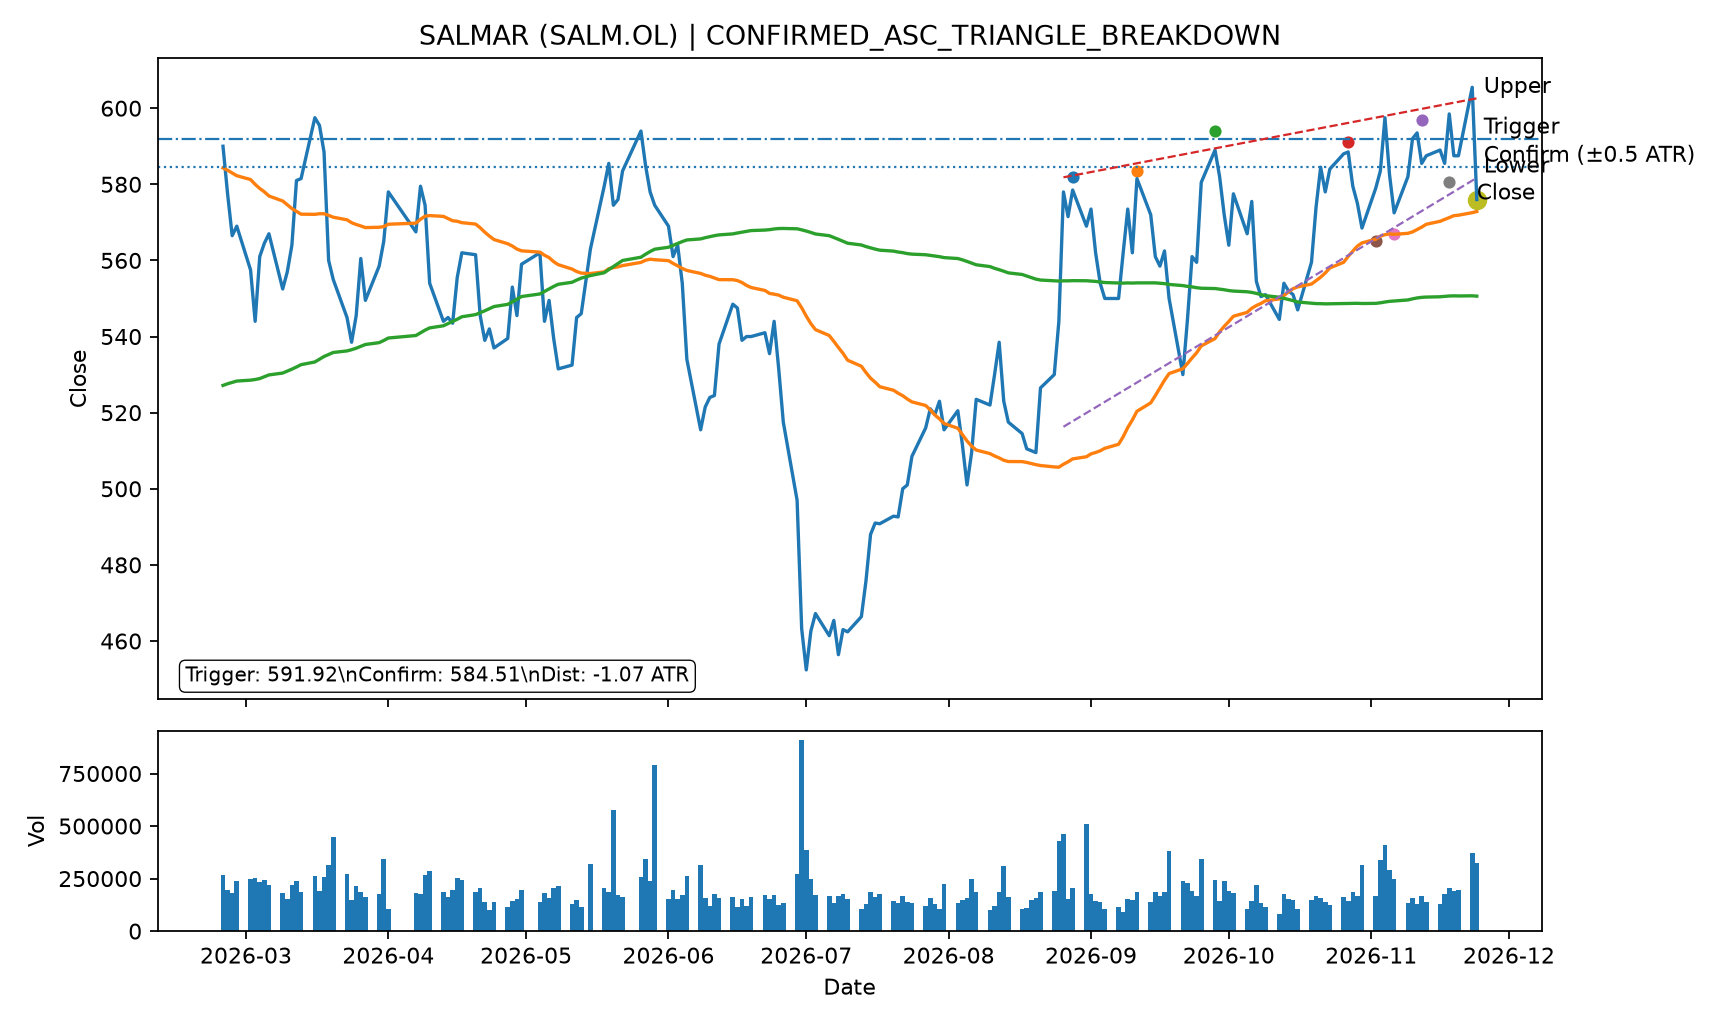 SALMAR (SALM.OL) | CONFIRMED_ASC_TRIANGLE_BREAKDOWN
600
580
560
540
520
500
480
460
Close
Upper
Trigger
Confirm (±0.5 ATR)
Lower
Close
Trigger: 591.92\nConfirm: 584.51\nDist: -1.07 ATR
750000
500000
250000
0
Vol
2026-03 2026-04 2026-05 2026-06 2026-07 2026-08 2026-09 2026-10 2026-11 2026-12
Date